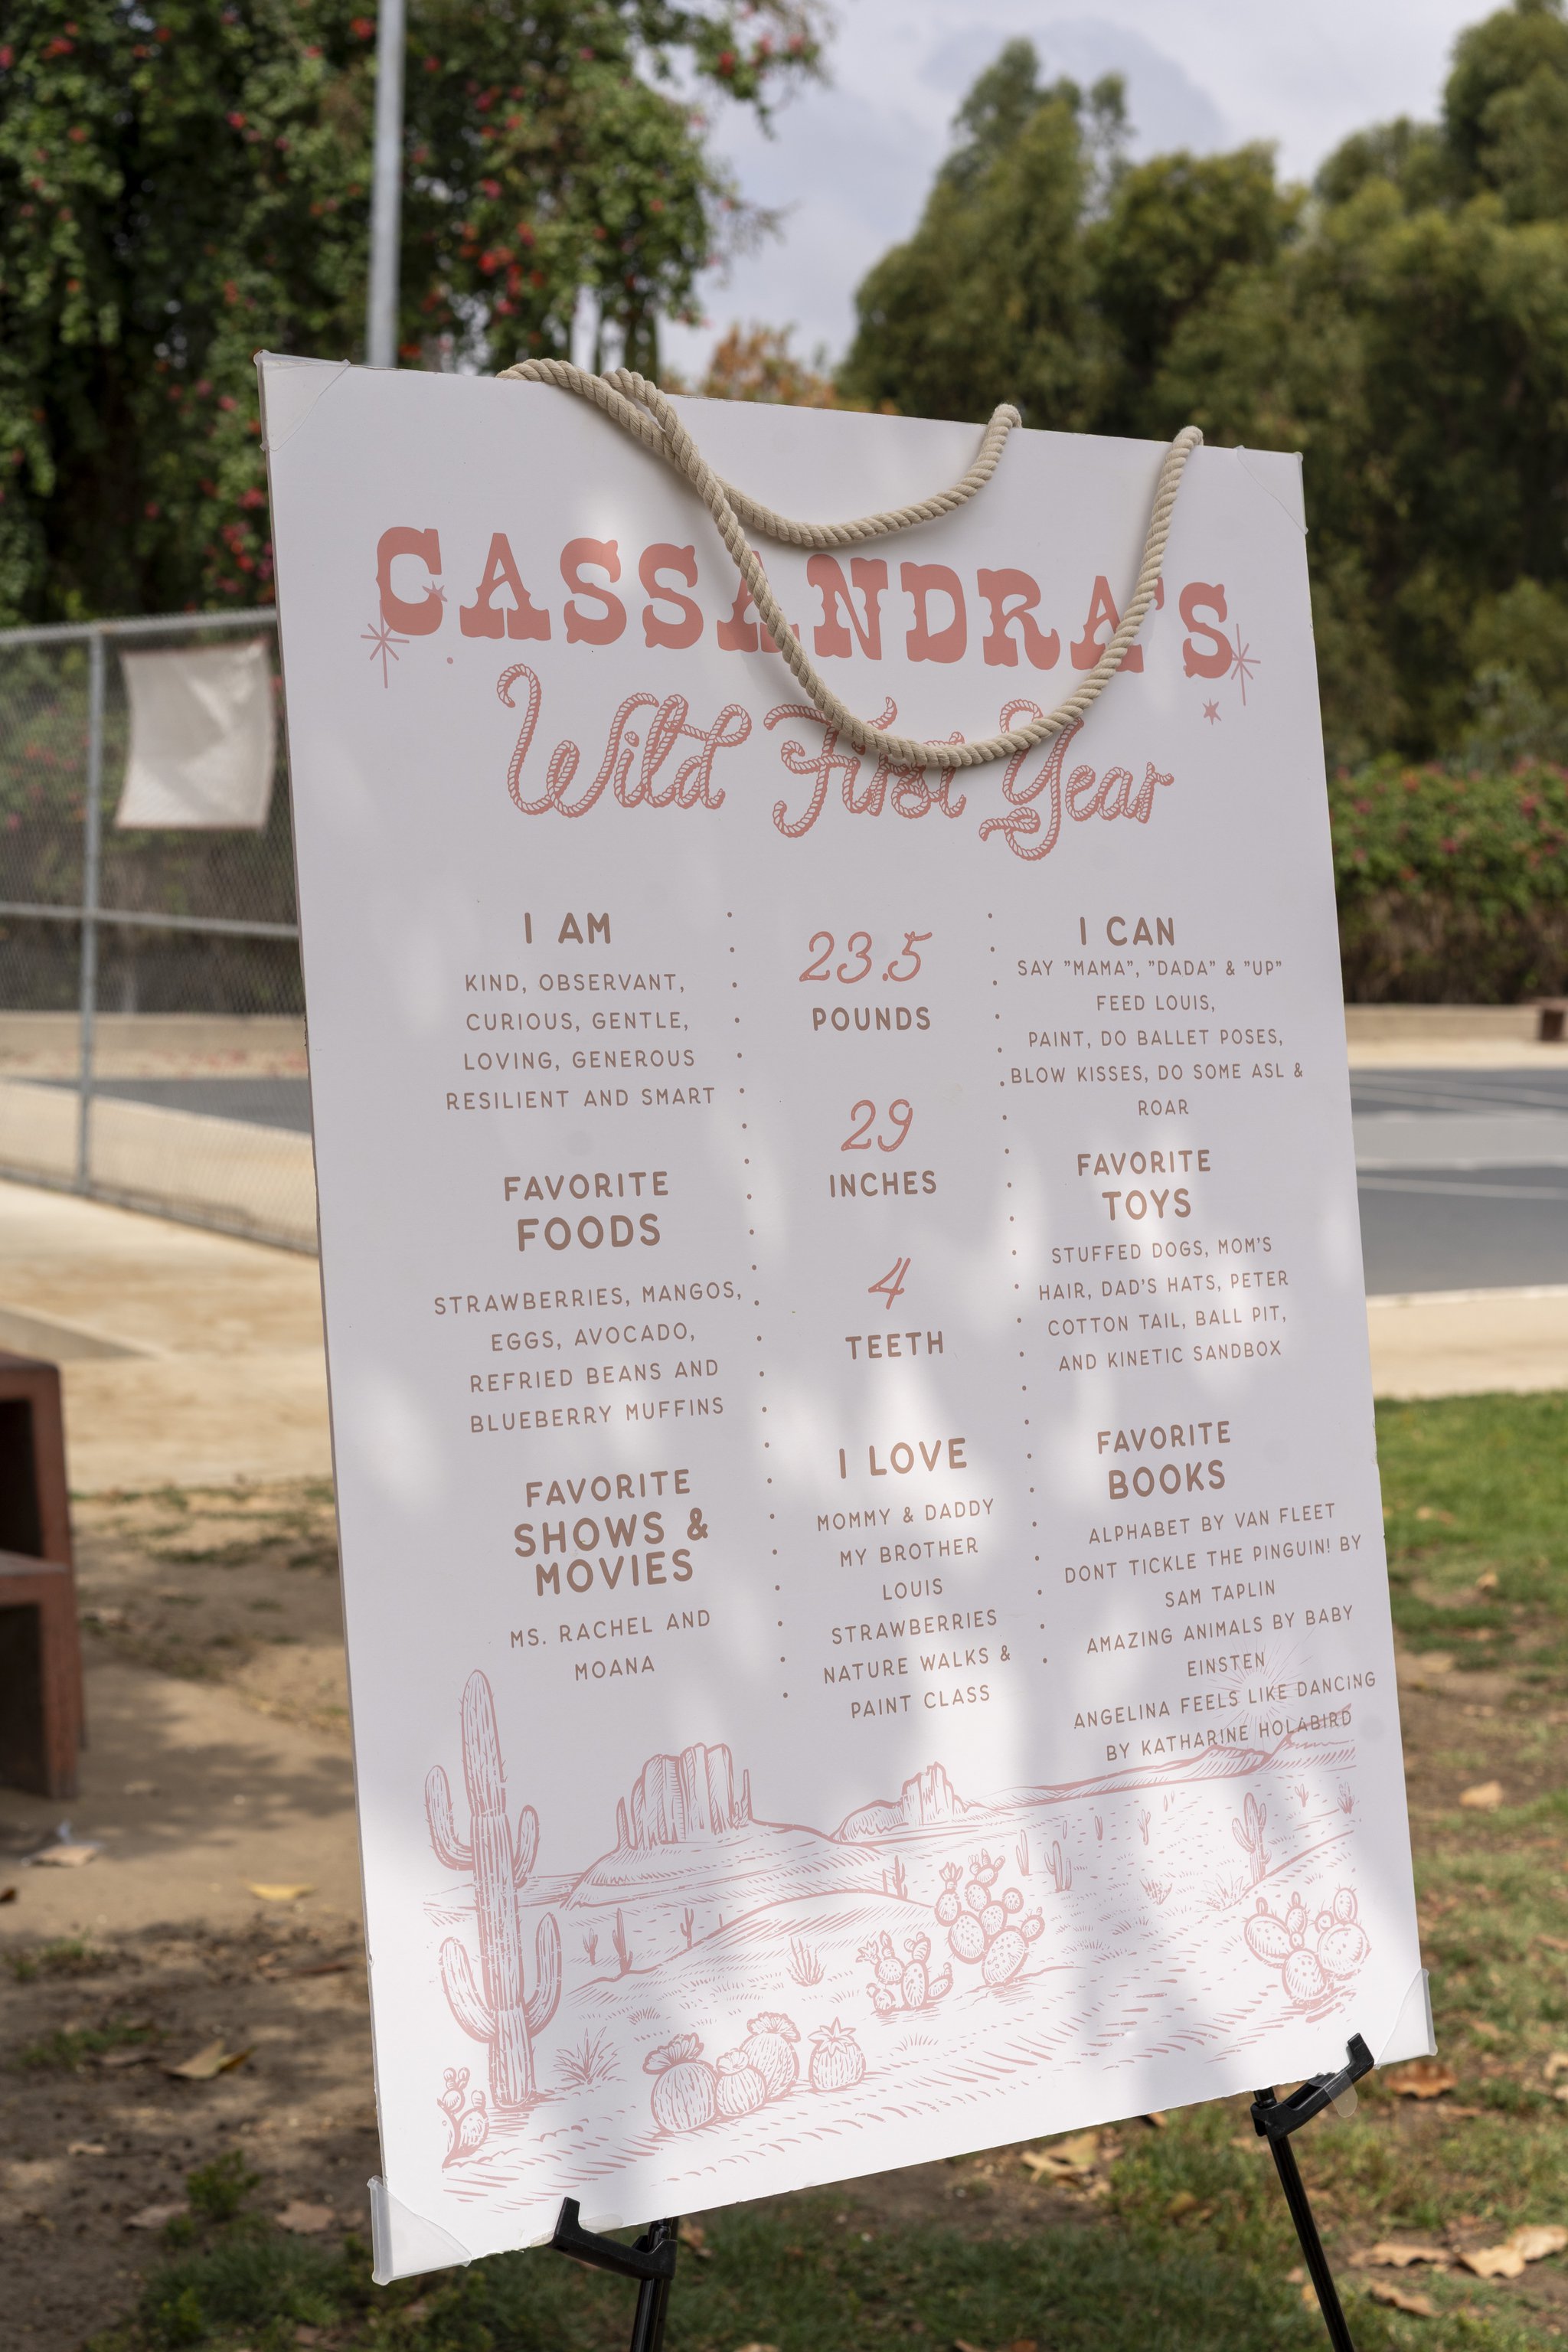 CASSANDRA'S
Wild First Year
I AM
KIND, OBSERVANT,
CURIOUS, GENTLE,
LOVING, GENEROUS
RESILIENT AND SMART
FAVORITE
FOODS
STRAWBERRIES, MANGOS,
EGGS, AVOCADO,
REFRIED BEANS AND
BLUEBERRY MUFFINS
FAVORITE
SHOWS &
MOVIES
MS. RACHEL AND
MOANA
23.5
POUNDS
29
INCHES
4
TEETH
I LOVE
MOMMY & DADDY
MY BROTHER
LOUIS
STRAWBERRIES
NATURE WALKS &
PAINT CLASS
I CAN
SAY "MAMA", "DADA" & "UP"
FEED LOUIS,
PAINT, DO BALLET POSES,
BLOW KISSES, DO SOME ASL &
ROAR
FAVORITE
TOYS
STUFFED DOGS, MOM'S
HAIR, DAD'S HATS, PETER
COTTON TAIL, BALL PIT,
AND KINETIC SANDBOX
FAVORITE
BOOKS
ALPHABET BY VAN FLEET
DONT TICKLE THE PINGUIN! BY
SAM TAPLIN
AMAZING ANIMALS BY BABY
EINSTEN
ANGELINA FEELS LIKE DANCING
BY KATHARINE HOLABIRD